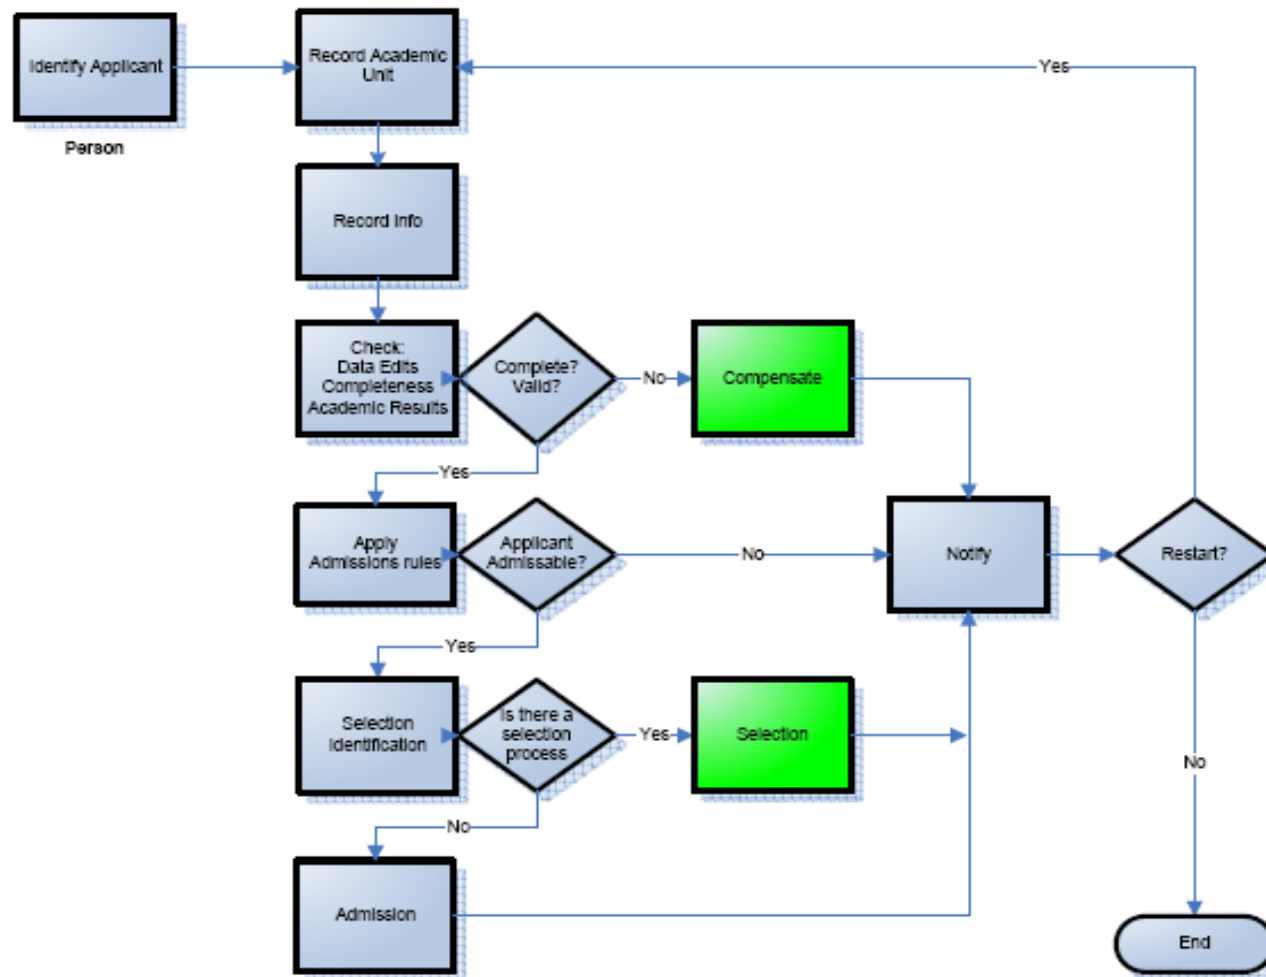 Identify Applicant
Person
Record Academic
Unit
Yes
Record Info
Check:
Data Edits
Completeness
Academic Results
Complete?
Valid?
No
Compensate
Yes
Apply
Admissions rules
Applicant
Admissable?
No
Notify
Restart?
Yes
Selection
Identification
Is there a
selection
process
Yes
Selection
No
No
Admission
End